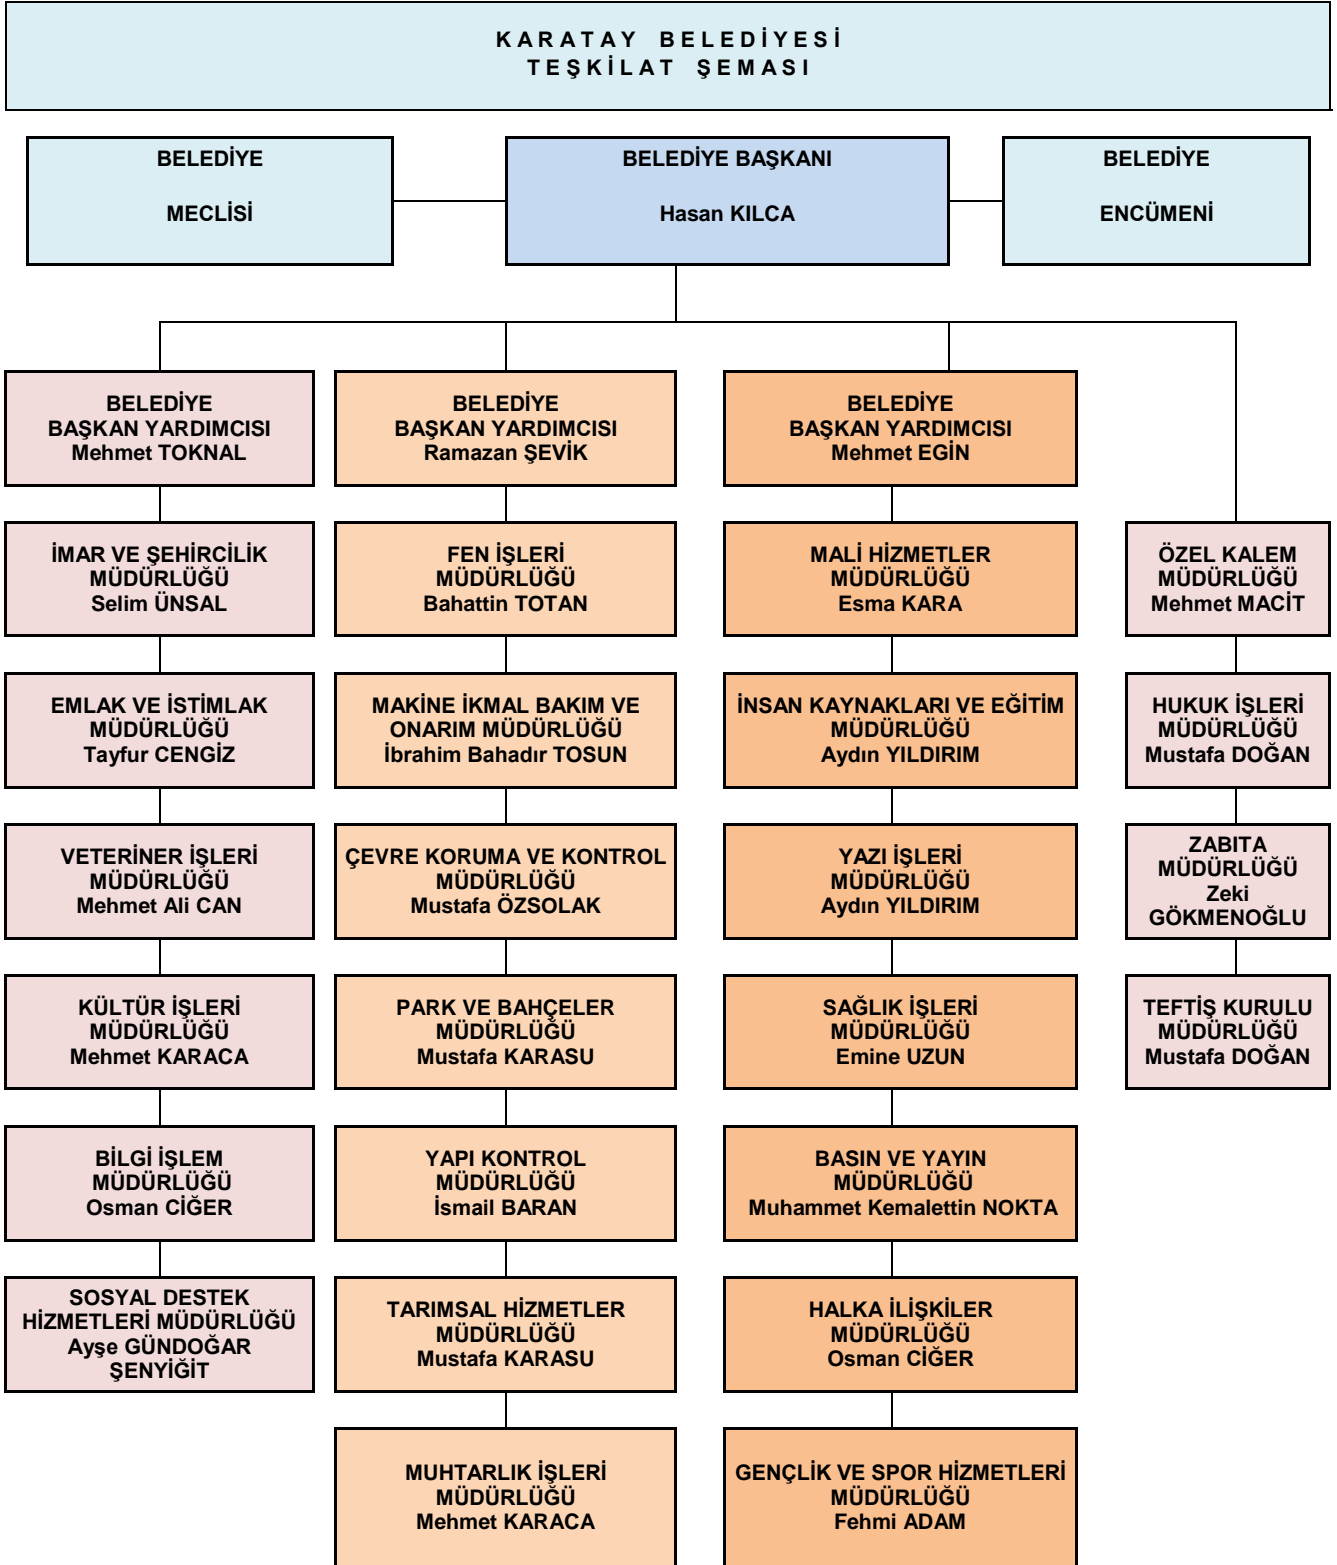 KARATAY BELEDİYESİ
TEŞKİLAT ŞEMASI
BELEDİYE
MECLİSİ
BELEDİYE BAŞKANI
Hasan KILCA
BELEDİYE
ENCÜMENİ
BELEDİYE
BAŞKAN YARDIMCISI
Mehmet TOKNAL
BELEDİYE
BAŞKAN YARDIMCISI
Ramazan ŞEVİK
BELEDİYE
BAŞKAN YARDIMCISI
Mehmet EGİN
İMAR VE ŞEHİRCİLİK
MÜDÜRLÜĞÜ
Selim ÜNSAL
FEN İŞLERİ
MÜDÜRLÜĞÜ
Bahattin TOTAN
MALİ HİZMETLER
MÜDÜRLÜĞÜ
Esma KARA
ÖZEL KALEM
MÜDÜRLÜĞÜ
Mehmet MACİT
EMLAK VE İSTİMLAK
MÜDÜRLÜĞÜ
Tayfur CENGİZ
MAKİNE İKMAL BAKIM VE
ONARIM MÜDÜRLÜĞÜ
İbrahim Bahadır TOSUN
İNSAN KAYNAKLARI VE EĞİTİM
MÜDÜRLÜĞÜ
Aydın YILDIRIM
HUKUK İŞLERİ
MÜDÜRLÜĞÜ
Mustafa DOĞAN
VETERİNER İŞLERİ
MÜDÜRLÜĞÜ
Mehmet Ali CAN
ÇEVRE KORUMA VE KONTROL
MÜDÜRLÜĞÜ
Mustafa ÖZSOLAK
YAZI İŞLERİ
MÜDÜRLÜĞÜ
Aydın YILDIRIM
ZABITA
MÜDÜRLÜĞÜ
Zeki
GÖKMENOĞLU
KÜLTÜR İŞLERİ
MÜDÜRLÜĞÜ
Mehmet KARACA
PARK VE BAHÇELER
MÜDÜRLÜĞÜ
Mustafa KARASU
SAĞLIK İŞLERİ
MÜDÜRLÜĞÜ
Emine UZUN
TEFTİŞ KURULU
MÜDÜRLÜĞÜ
Mustafa DOĞAN
BİLGİ İŞLEM
MÜDÜRLÜĞÜ
Osman CİĞER
YAPI KONTROL
MÜDÜRLÜĞÜ
İsmail BARAN
BASIN VE YAYIN
MÜDÜRLÜĞÜ
Muhammet Kemalettin NOKTA
SOSYAL DESTEK
HİZMETLERİ MÜDÜRLÜĞÜ
Ayşe GÜNDOĞAR
ŞENYİĞİT
TARIMSAL HİZMETLER
MÜDÜRLÜĞÜ
Mustafa KARASU
HALKA İLİŞKİLER
MÜDÜRLÜĞÜ
Osman CİĞER
MUHTARLIK İŞLERİ
MÜDÜRLÜĞÜ
Mehmet KARACA
GENÇLİK VE SPOR HİZMETLERİ
MÜDÜRLÜĞÜ
Fehmi ADAM